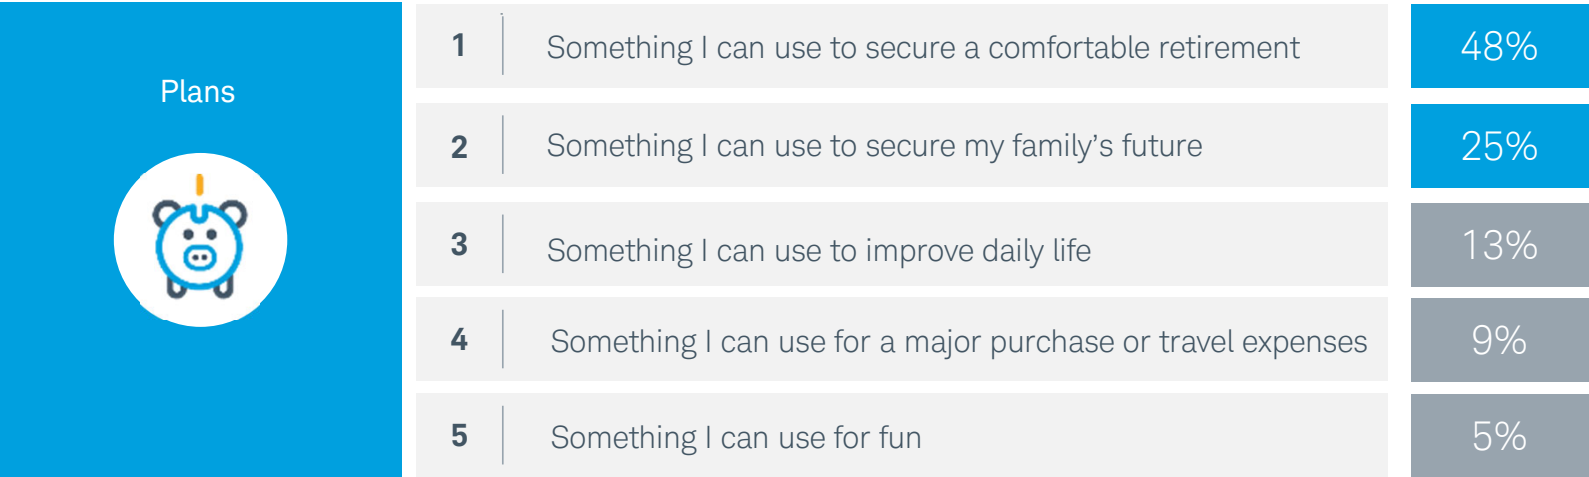 Plans
1 Something I can use to secure a comfortable retirement 48%
2 Something I can use to secure my family’s future 25%
3 Something I can use to improve daily life 13%
4 Something I can use for a major purchase or travel expenses 9%
5 Something I can use for fun 5%